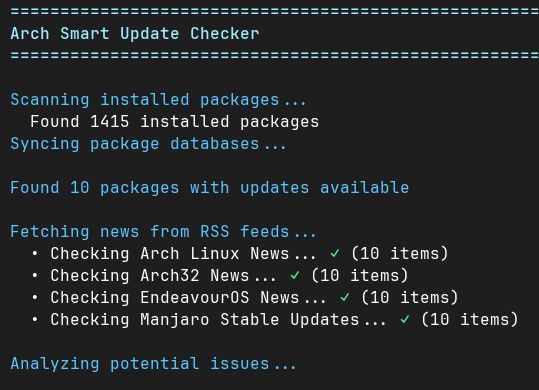 =====================================================
Arch Smart Update Checker
=====================================================
Scanning installed packages...
Found 1415 installed packages
Syncing package databases...
Found 10 packages with updates available
Fetching news from RSS feeds...
• Checking Arch Linux News... ✓ (10 items)
• Checking Arch32 News... ✓ (10 items)
• Checking EndeavourOS News... ✓ (10 items)
• Checking Manjaro Stable Updates... ✓ (10 items)
Analyzing potential issues...